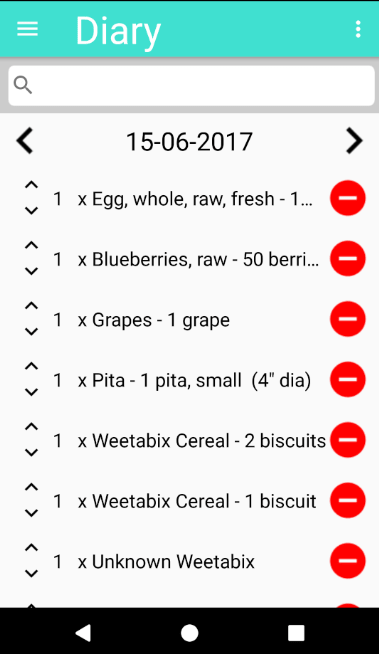 Diary
15-06-2017
1 x Egg, whole, raw, fresh - 1...
1 x Blueberries, raw - 50 berri...
1 x Grapes - 1 grape
1 x Pita - 1 pita, small (4" dia)
1 x Weetabix Cereal - 2 biscuits
1 x Weetabix Cereal - 1 biscuit
1 x Unknown Weetabix